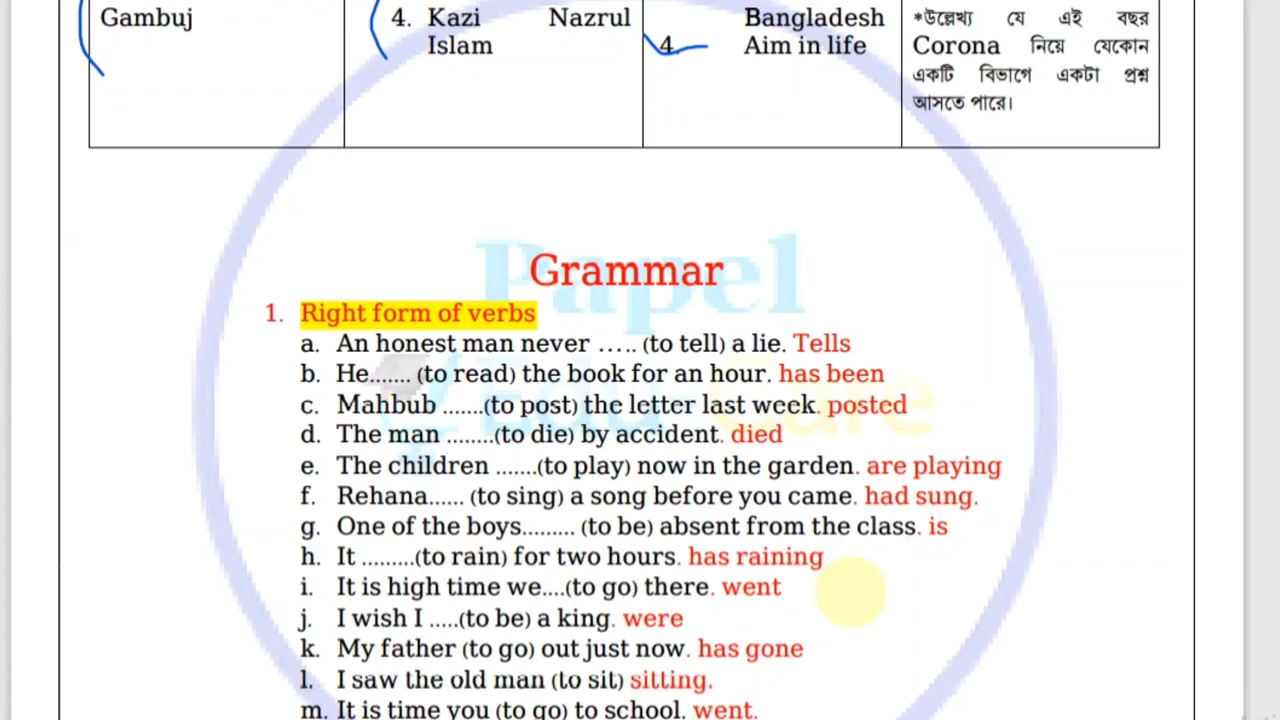 Gambuj
4. Kazi Nazrul
Islam
Bangladesh
4. Aim in life
*উল্লেখ্য যে এই বছর
Corona নিয়ে যেকোন
একটি বিভাগে একটা প্রশ্ন
আসতে পারে।
Papel
Edu Care
Grammar
1. Right form of verbs
a. An honest man never ….. (to tell) a lie. Tells
b. He....... (to read) the book for an hour. has been
c. Mahbub .......(to post) the letter last week. posted
d. The man ........(to die) by accident. died
e. The children .......(to play) now in the garden. are playing
f. Rehana...... (to sing) a song before you came. had sung.
g. One of the boys......... (to be) absent from the class. is
h. It .........(to rain) for two hours. has raining
i. It is high time we....(to go) there. went
j. I wish I .....(to be) a king. were
k. My father (to go) out just now. has gone
l. I saw the old man (to sit) sitting.
m. It is time you (to go) to school. went.